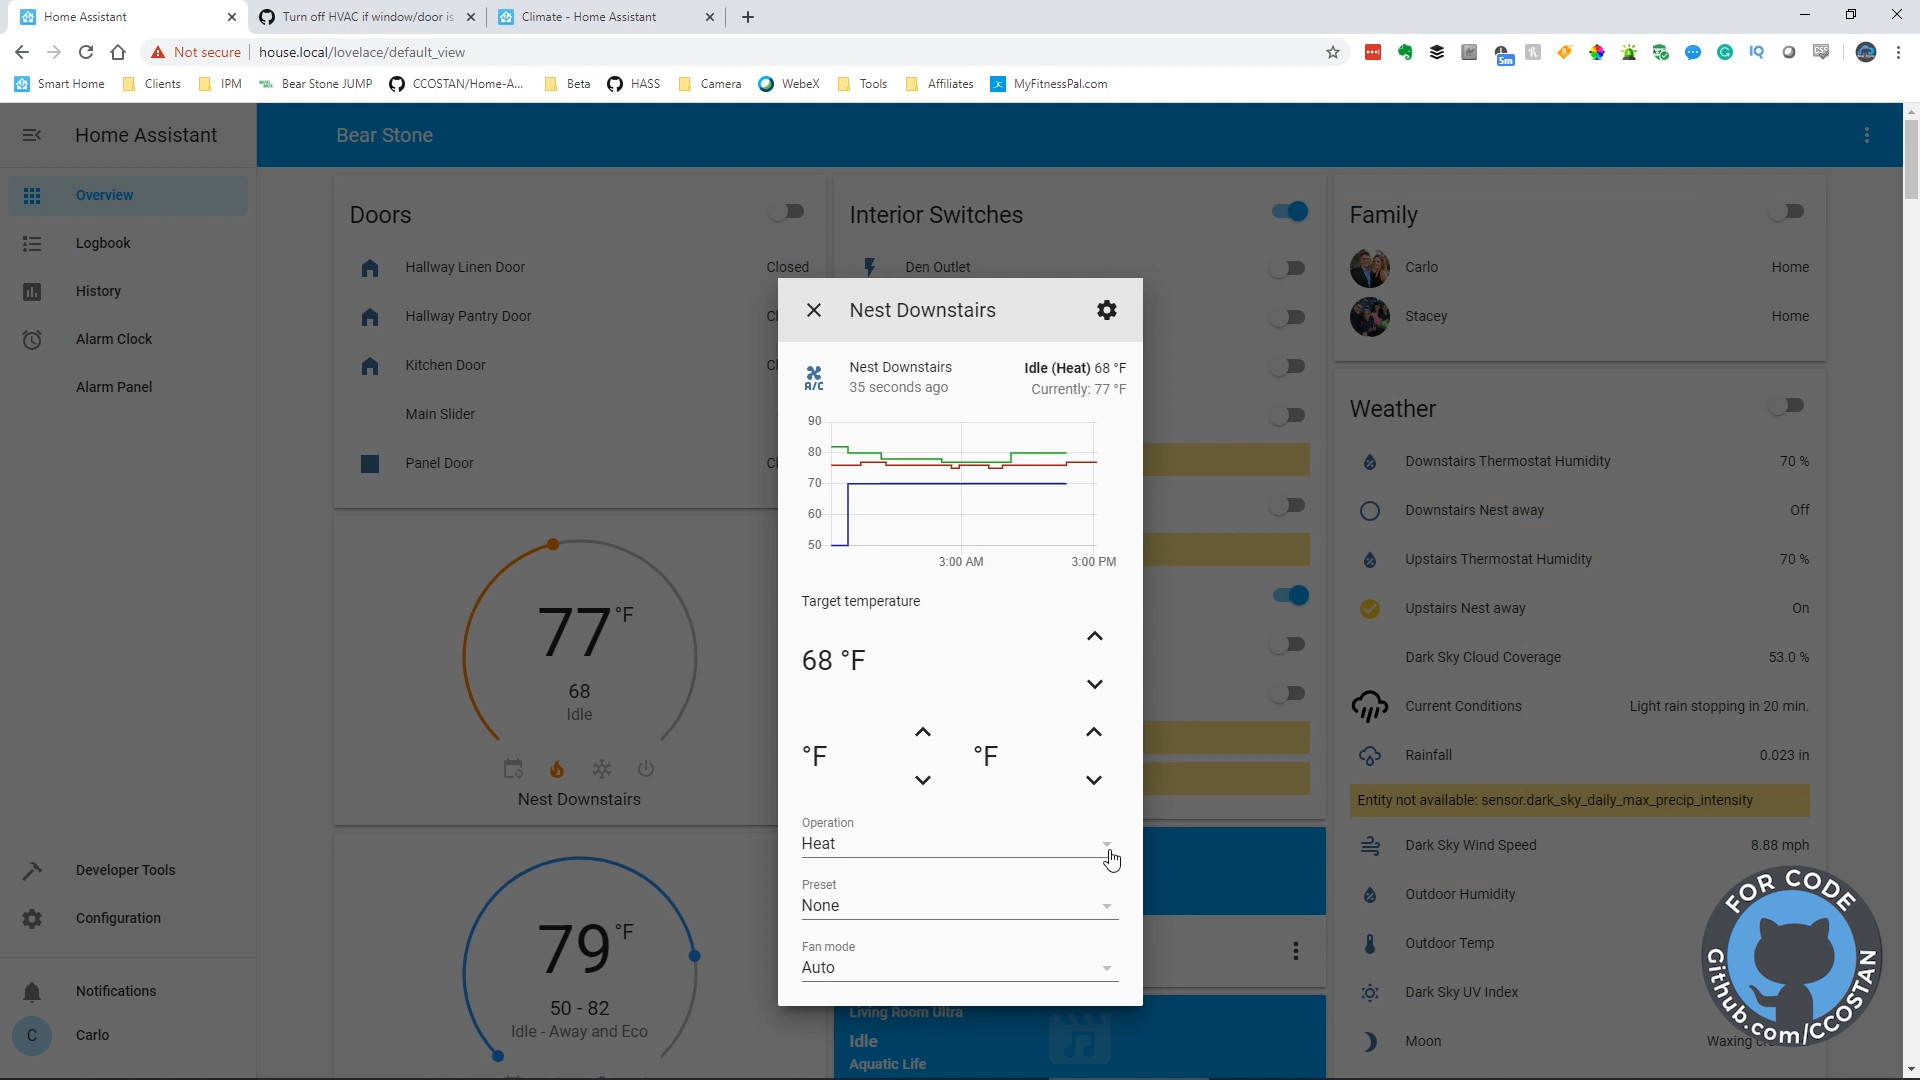 Home Assistant
Turn off HVAC if window/door is
Climate - Home Assistant
Not secure
house.local/lovelace/default_view
5m
IQ
CSS
Smart Home
Clients
IPM
Bear Stone JUMP
CCOSTAN/Home-A...
Beta
HASS
Camera
WebeX
Tools
Affiliates
MyFitnessPal.com
Home Assistant
Bear Stone
Overview
Logbook
History
Alarm Clock
Alarm Panel
Developer Tools
Configuration
Notifications
C
Carlo
Doors
Hallway Linen Door
Closed
Hallway Pantry Door
Kitchen Door
Main Slider
Panel Door
77 °F
68
Idle
Nest Downstairs
79 °F
50 - 82
Idle - Away and Eco
Interior Switches
Den Outlet
Nest Downstairs
A/C
Nest Downstairs
35 seconds ago
Idle (Heat) 68 °F
Currently: 77 °F
90
80
70
60
50
3:00 AM
3:00 PM
Target temperature
68 °F
°F
°F
Operation
Heat
Preset
None
Fan mode
Auto
Living Room Ultra
Idle
Aquatic Life
Family
Carlo
Home
Stacey
Home
Weather
Downstairs Thermostat Humidity
70 %
Downstairs Nest away
Off
Upstairs Thermostat Humidity
70 %
Upstairs Nest away
On
Dark Sky Cloud Coverage
53.0 %
Current Conditions
Light rain stopping in 20 min.
Rainfall
0.023 in
Entity not available: sensor.dark_sky_daily_max_precip_intensity
Dark Sky Wind Speed
8.88 mph
Outdoor Humidity
Outdoor Temp
Dark Sky UV Index
Moon
Waxing
FOR CODE
Github.com/CCOSTAN